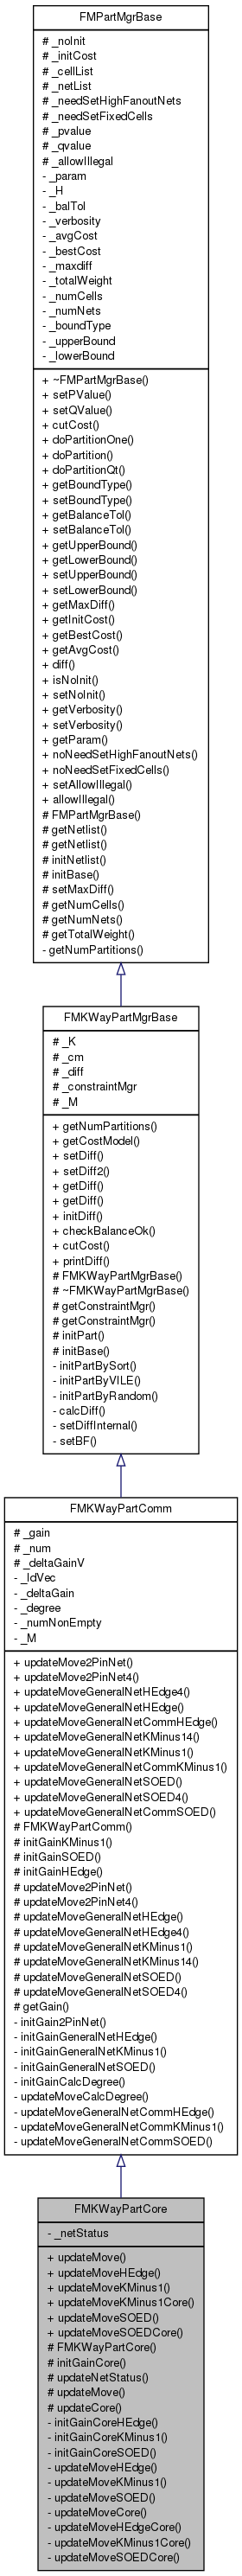 FMPartMgrBase
# _noInit
# _initCost
# _cellList
# _netList
# _needSetHighFanoutNets
# _needSetFixedCells
# _pvalue
# _qvalue
# _allowIllegal
- _param
- _H
- _balTol
- _verbosity
- _avgCost
- _bestCost
- _maxdiff
- _totalWeight
- _numCells
- _numNets
- _boundType
- _upperBound
- _lowerBound
+ ~FMPartMgrBase()
+ setPValue()
+ setQValue()
+ cutCost()
+ doPartitionOne()
+ doPartition()
+ doPartitionQt()
+ getBoundType()
+ setBoundType()
+ getBalanceTol()
+ setBalanceTol()
+ getUpperBound()
+ getLowerBound()
+ setUpperBound()
+ setLowerBound()
+ getMaxDiff()
+ getInitCost()
+ getBestCost()
+ getAvgCost()
+ diff()
+ isNoInit()
+ setNoInit()
+ getVerbosity()
+ setVerbosity()
+ getParam()
+ noNeedSetHighFanoutNets()
+ noNeedSetFixedCells()
+ setAllowIllegal()
+ allowIllegal()
# FMPartMgrBase()
# getNetlist()
# getNetlist()
# initNetlist()
# initBase()
# setMaxDiff()
# getNumCells()
# getNumNets()
# getTotalWeight()
- getNumPartitions()
FMKWayPartMgrBase
# _K
# _cm
# _diff
# _constraintMgr
# _M
+ getNumPartitions()
+ getCostModel()
+ setDiff()
+ setDiff2()
+ getDiff()
+ getDiff()
+ initDiff()
+ checkBalanceOk()
+ cutCost()
+ printDiff()
# FMKWayPartMgrBase()
# ~FMKWayPartMgrBase()
# getConstraintMgr()
# getConstraintMgr()
# initPart()
# initBase()
- initPartBySort()
- initPartByVILE()
- initPartByRandom()
- calcDiff()
- setDiffInternal()
- setBF()
FMKWayPartComm
# _gain
# _num
# _deltaGainV
- _IdVec
- _deltaGain
- _degree
- _numNonEmpty
- _M
+ updateMove2PinNet()
+ updateMove2PinNet4()
+ updateMoveGeneralNetHEdge4()
+ updateMoveGeneralNetHEdge()
+ updateMoveGeneralNetCommHEdge()
+ updateMoveGeneralNetKMinus14()
+ updateMoveGeneralNetKMinus1()
+ updateMoveGeneralNetCommKMinus1()
+ updateMoveGeneralNetSOED()
+ updateMoveGeneralNetSOED4()
+ updateMoveGeneralNetCommSOED()
# FMKWayPartComm()
# initGainKMinus1()
# initGainSOED()
# initGainHEdge()
# updateMove2PinNet()
# updateMove2PinNet4()
# updateMoveGeneralNetHEdge()
# updateMoveGeneralNetHEdge4()
# updateMoveGeneralNetKMinus1()
# updateMoveGeneralNetKMinus14()
# updateMoveGeneralNetSOED()
# updateMoveGeneralNetSOED4()
# getGain()
- initGain2PinNet()
- initGainGeneralNetHEdge()
- initGainGeneralNetKMinus1()
- initGainGeneralNetSOED()
- initGainCalcDegree()
- updateMoveCalcDegree()
- updateMoveGeneralNetCommHEdge()
- updateMoveGeneralNetCommKMinus1()
- updateMoveGeneralNetCommSOED()
FMKWayPartCore
- _netStatus
+ updateMove()
+ updateMoveHEdge()
+ updateMoveKMinus1()
+ updateMoveKMinus1Core()
+ updateMoveSOED()
+ updateMoveSOEDCore()
# FMKWayPartCore()
# initGainCore()
# updateNetStatus()
# updateMove()
# updateCore()
- initGainCoreHEdge()
- initGainCoreKMinus1()
- initGainCoreSOED()
- updateMoveHEdge()
- updateMoveKMinus1()
- updateMoveSOED()
- updateMoveCore()
- updateMoveHEdgeCore()
- updateMoveKMinus1Core()
- updateMoveSOEDCore()